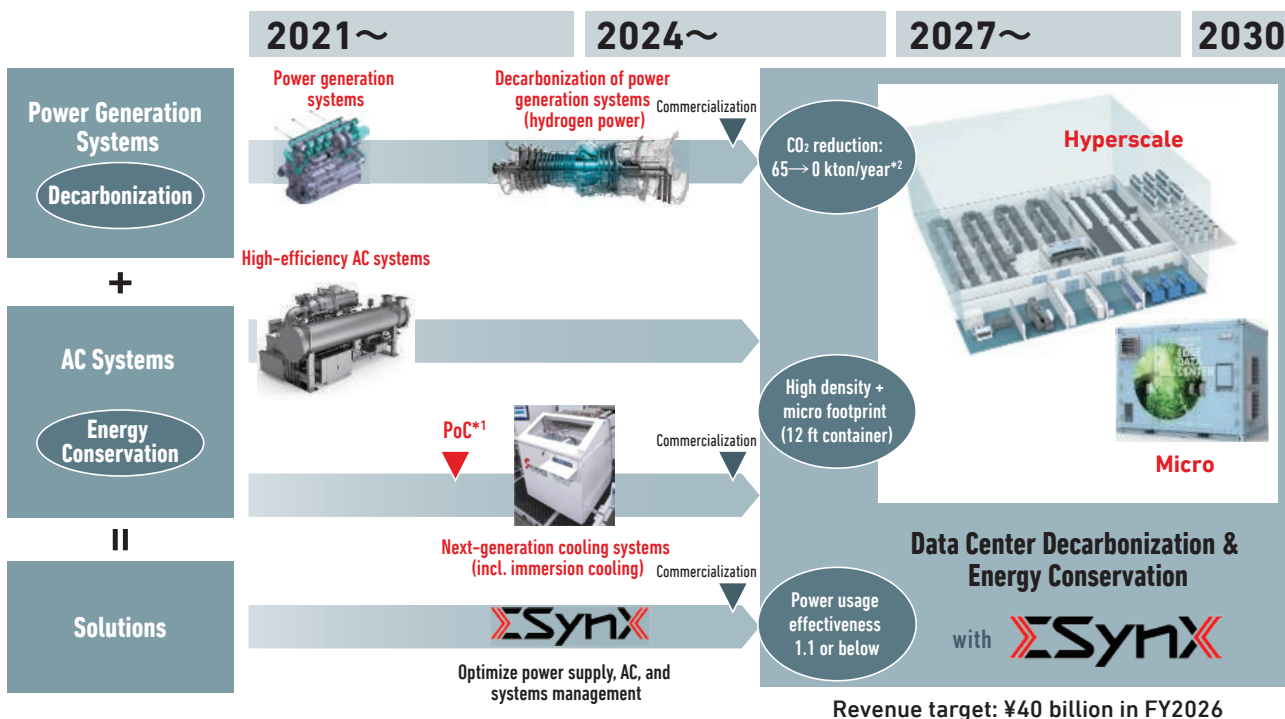 2021～
2024～
2027～
2030
Power Generation
Systems
Decarbonization
Power generation
systems
Decarbonization of power
generation systems
(hydrogen power)
Commercialization
CO₂ reduction:
65→0 kton/year*2
Hyperscale
+
High-efficiency AC systems
AC Systems
Energy
Conservation
PoC*1
Commercialization
High density +
micro footprint
(12 ft container)
EDGE
DATA
CENTER
Micro
=
Next-generation cooling systems
(incl. immersion cooling)
Commercialization
Solutions
ΣSynX
Optimize power supply, AC, and
systems management
Power usage
effectiveness
1.1 or below
Data Center Decarbonization &
Energy Conservation
with ΣSynX
Revenue target: ¥40 billion in FY2026